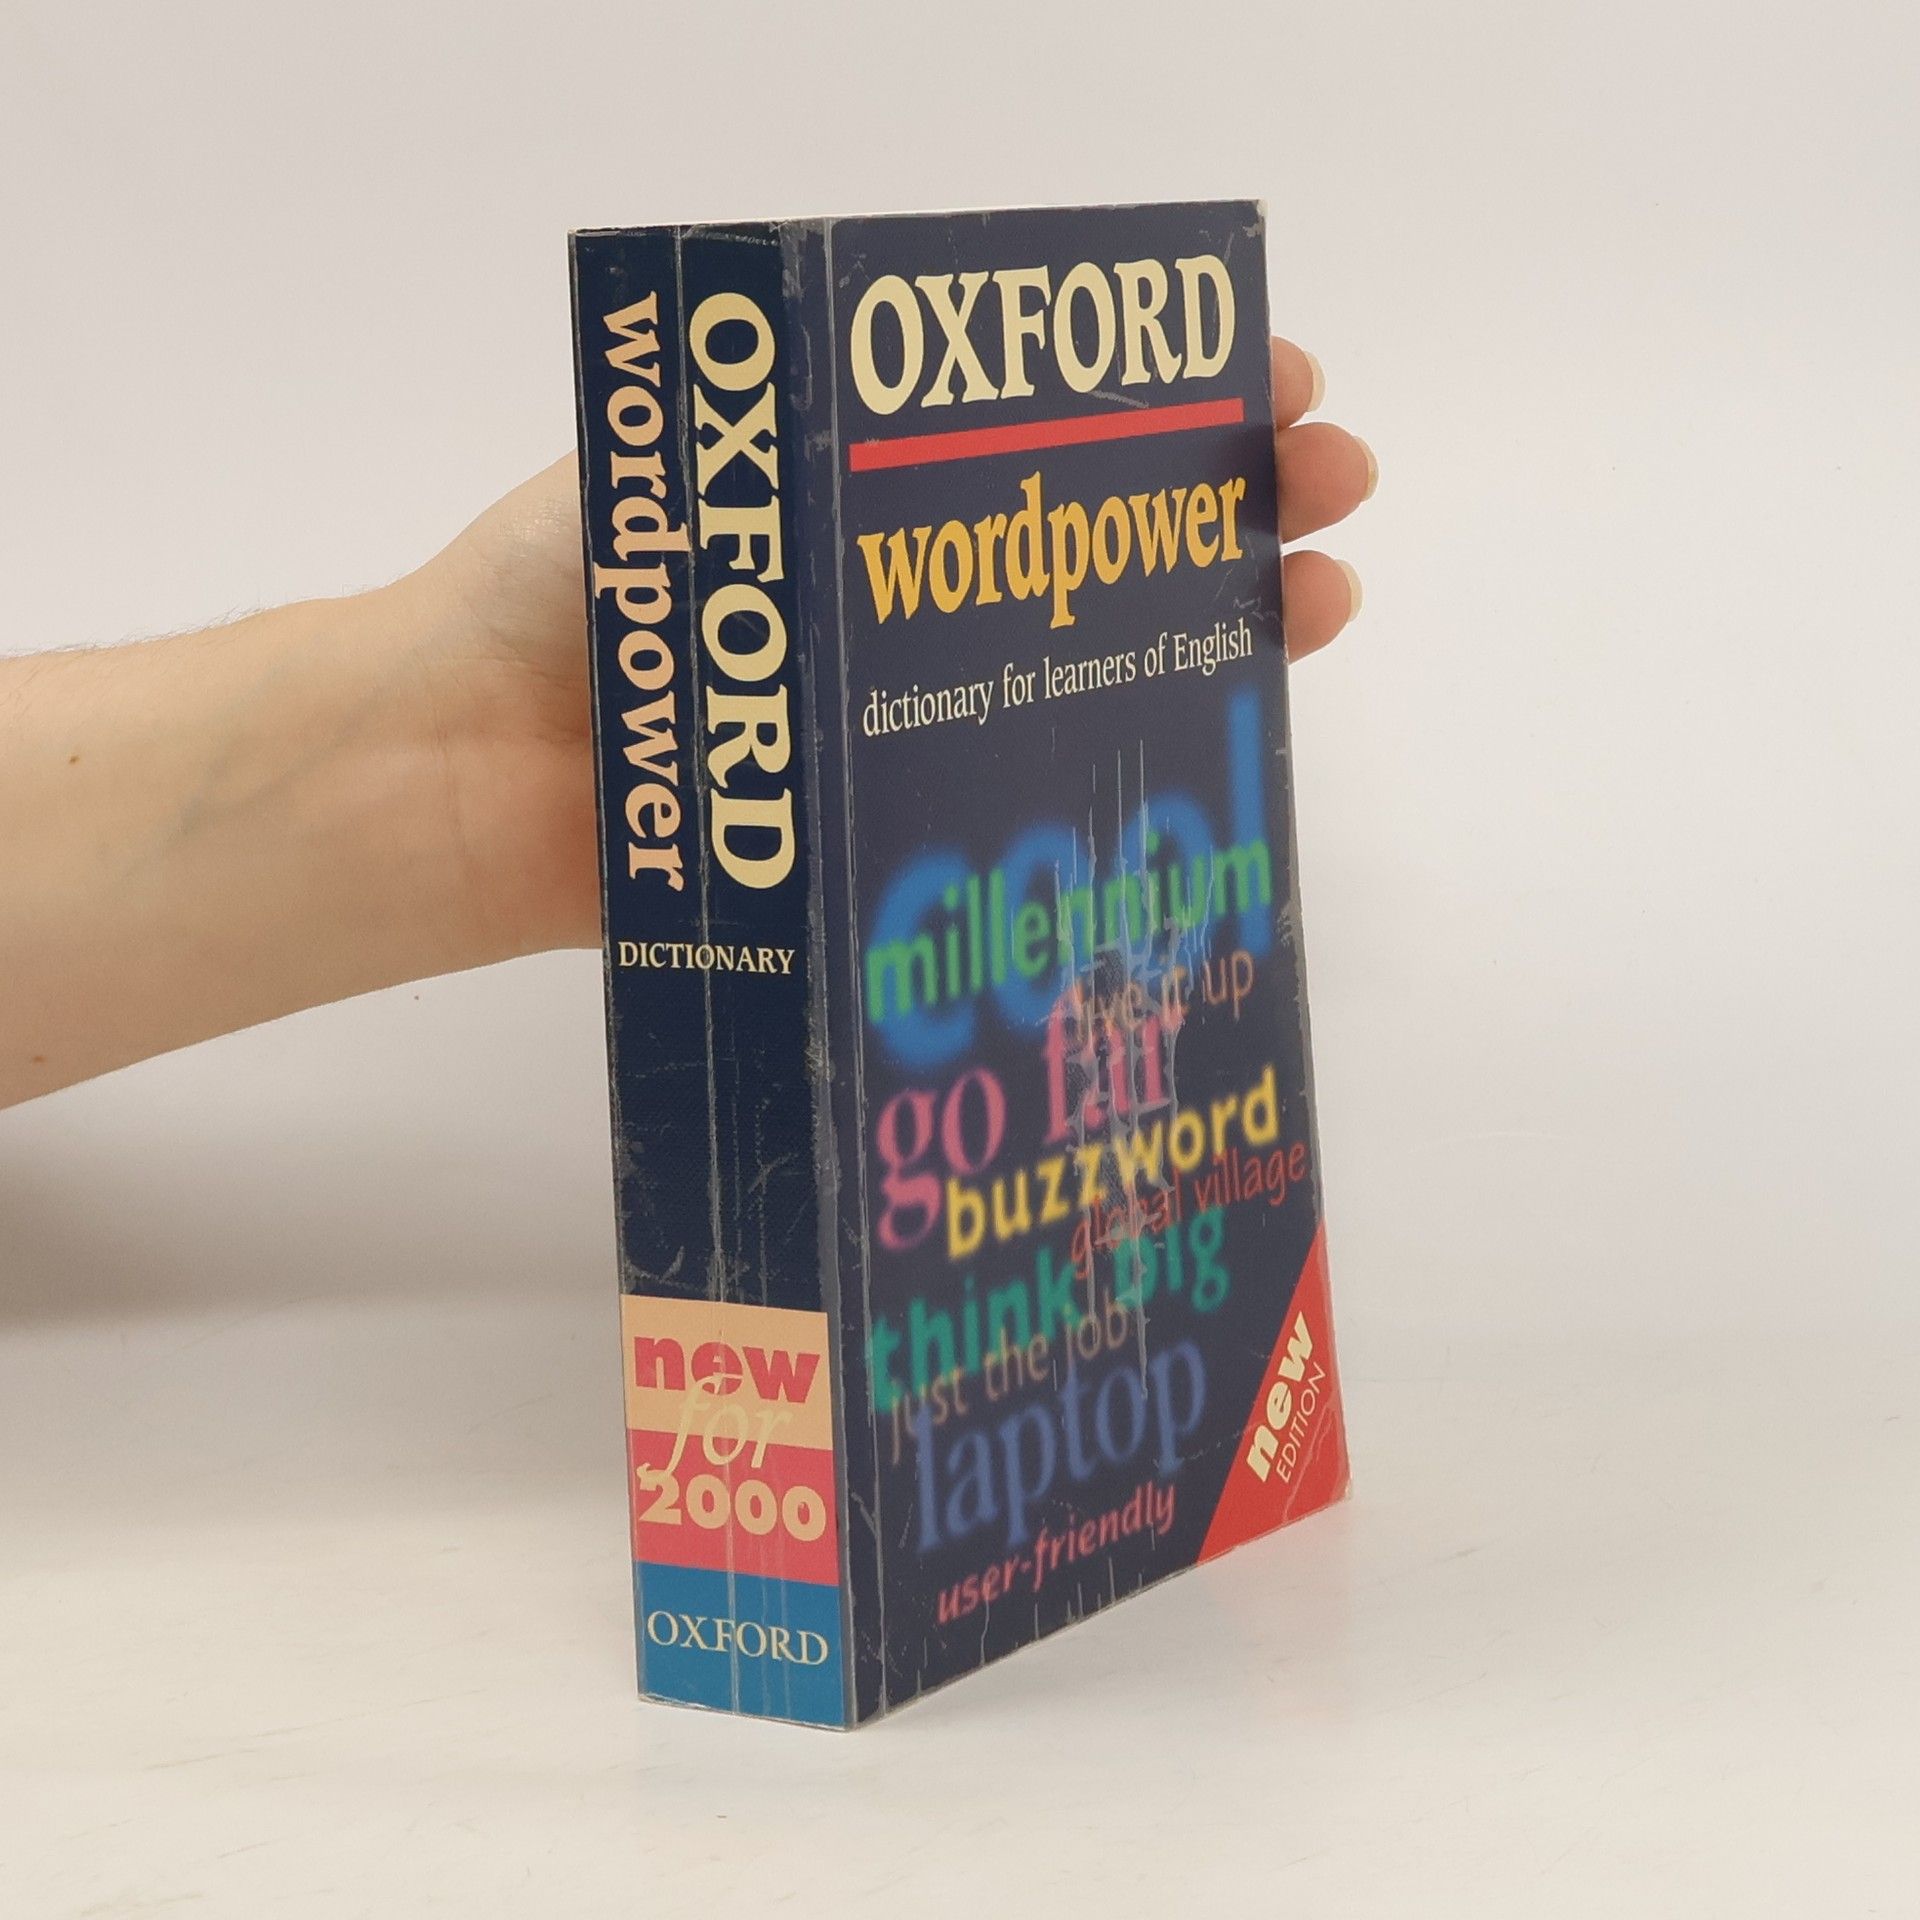 wordpower
OXFORD
DICTIONARY
new
for
2000
OXFORD
OXFORD
wordpower
dictionary for learners of English
cool
millennium
it up
go far
buzzword
global village
think big
just the job
laptop
user-friendly
new
EDITION